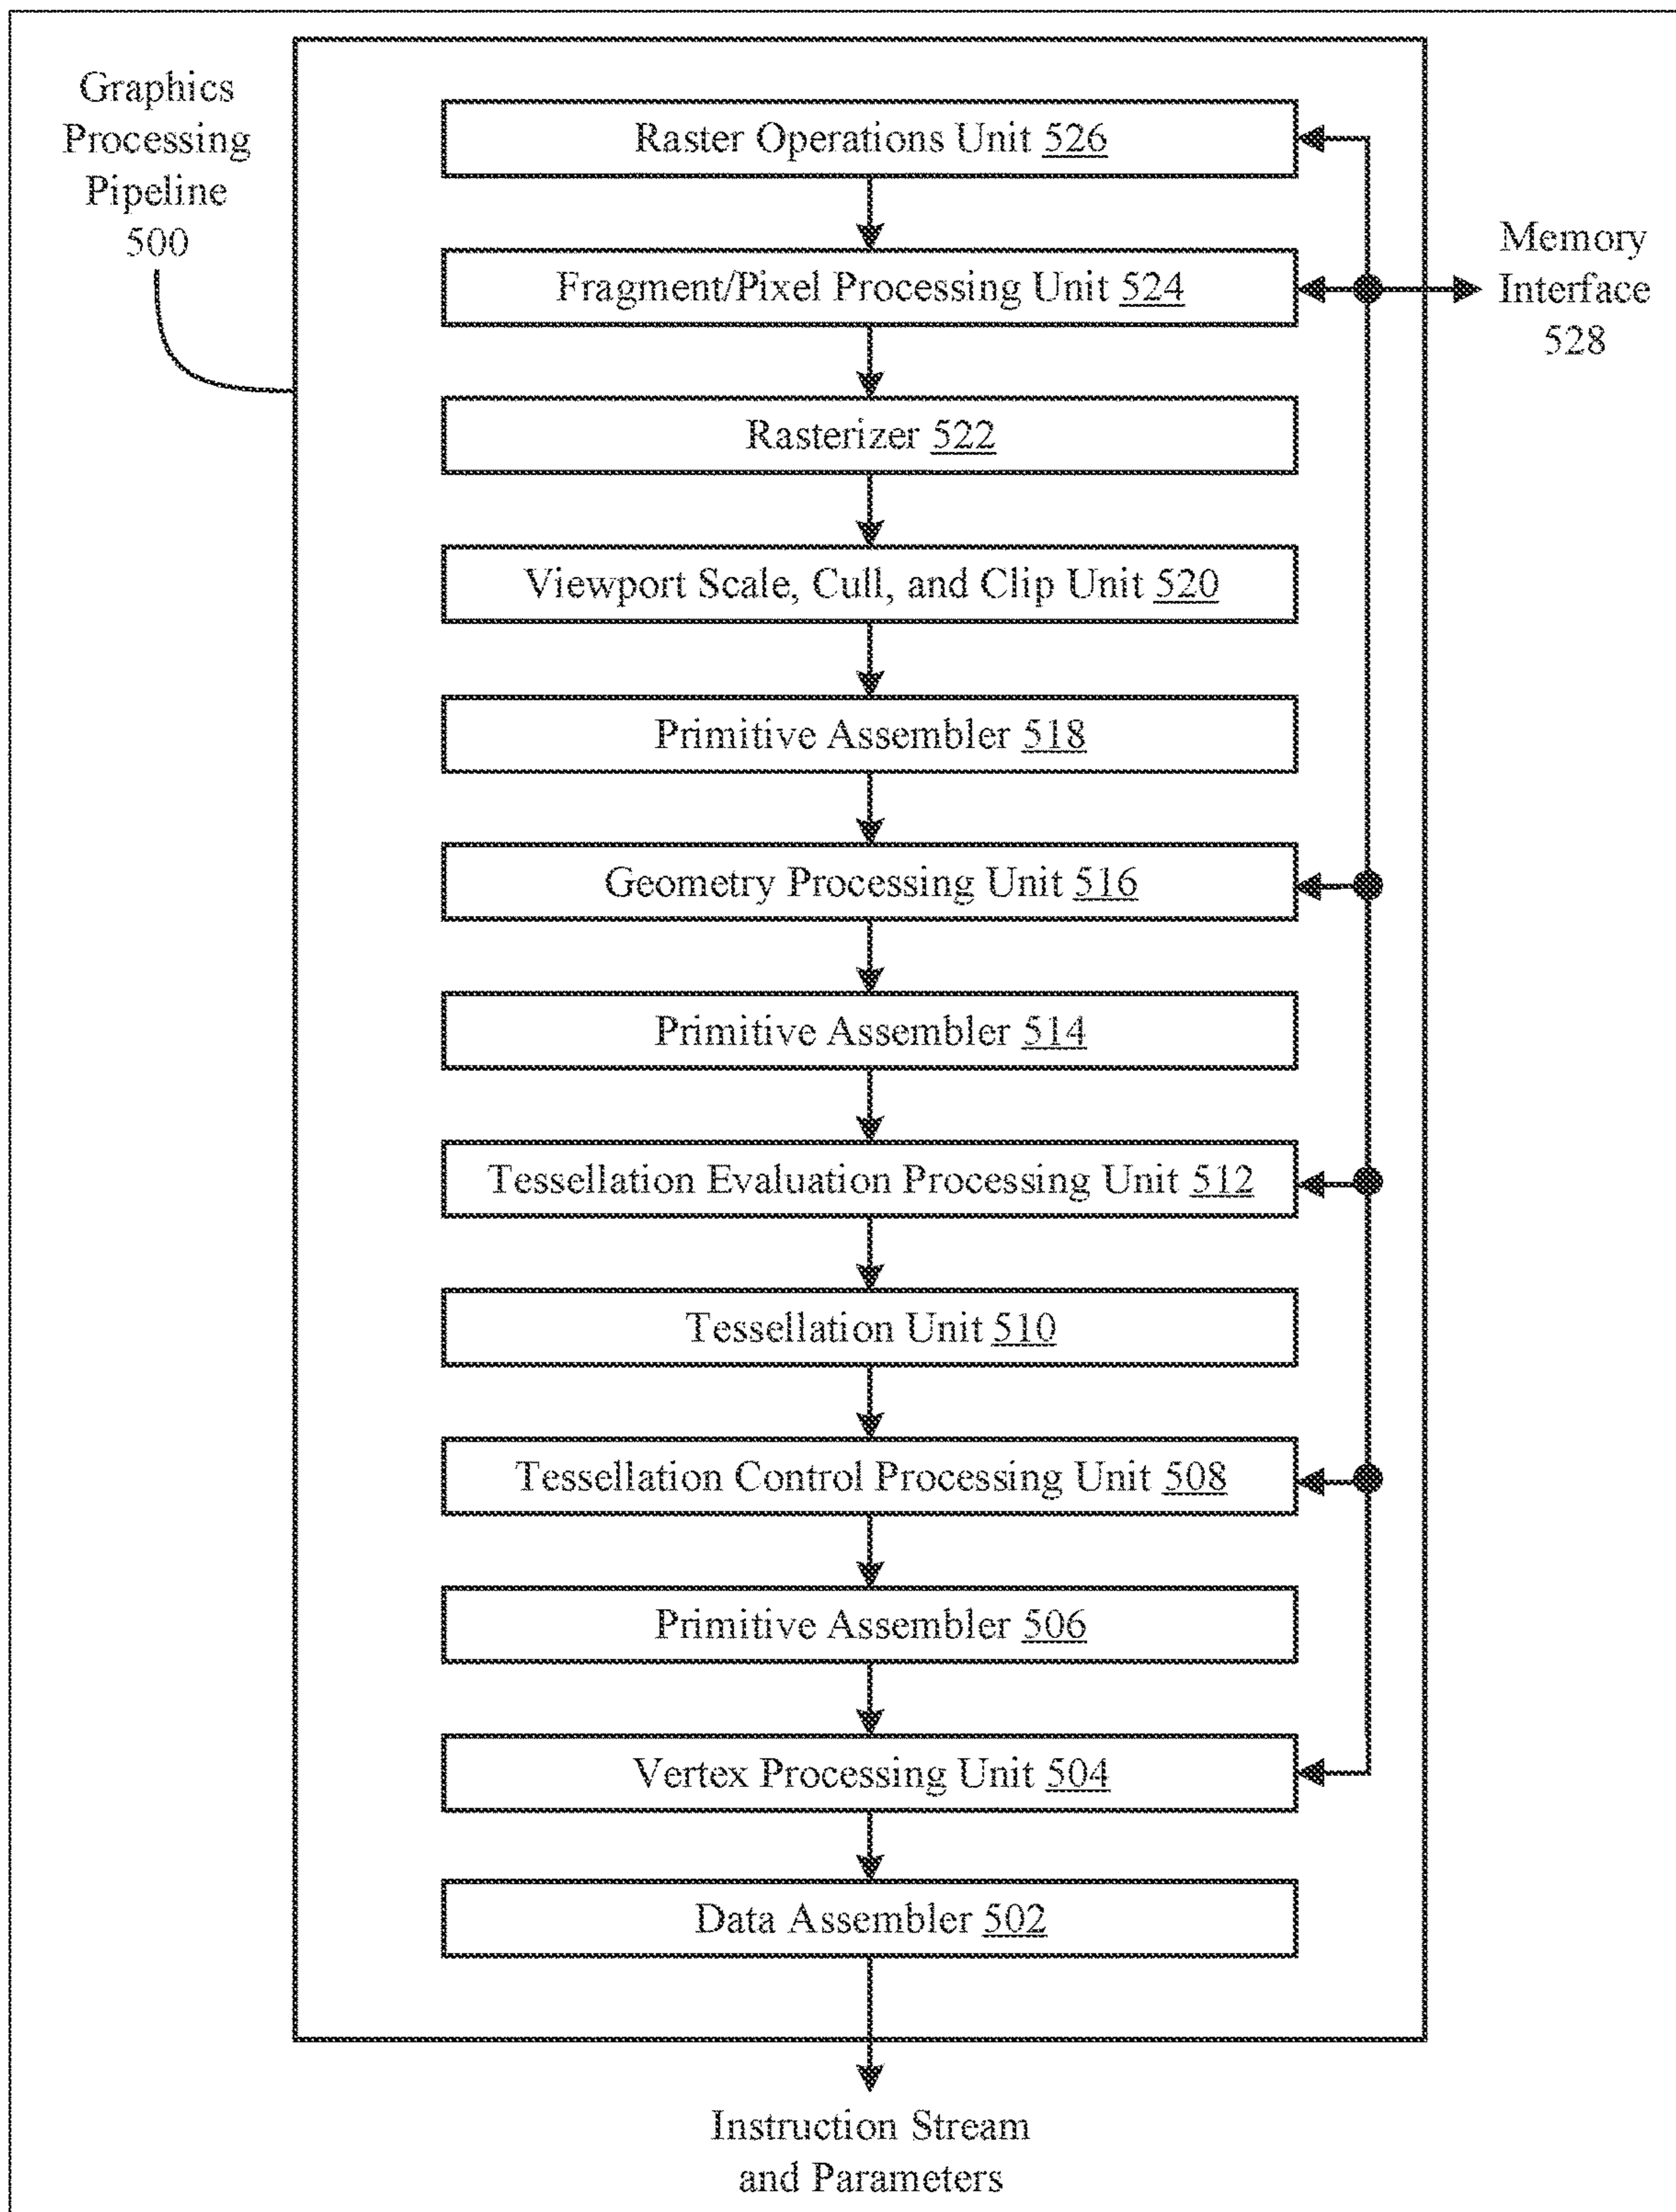 Graphics
Processing
Pipeline
500
Raster Operations Unit 526
Fragment/Pixel Processing Unit 524
Memory
Interface
528
Rasterizer 522
Viewport Scale, Cull, and Clip Unit 520
Primitive Assembler 518
Geometry Processing Unit 516
Primitive Assembler 514
Tessellation Evaluation Processing Unit 512
Tessellation Unit 510
Tessellation Control Processing Unit 508
Primitive Assembler 506
Vertex Processing Unit 504
Data Assembler 502
Instruction Stream
and Parameters